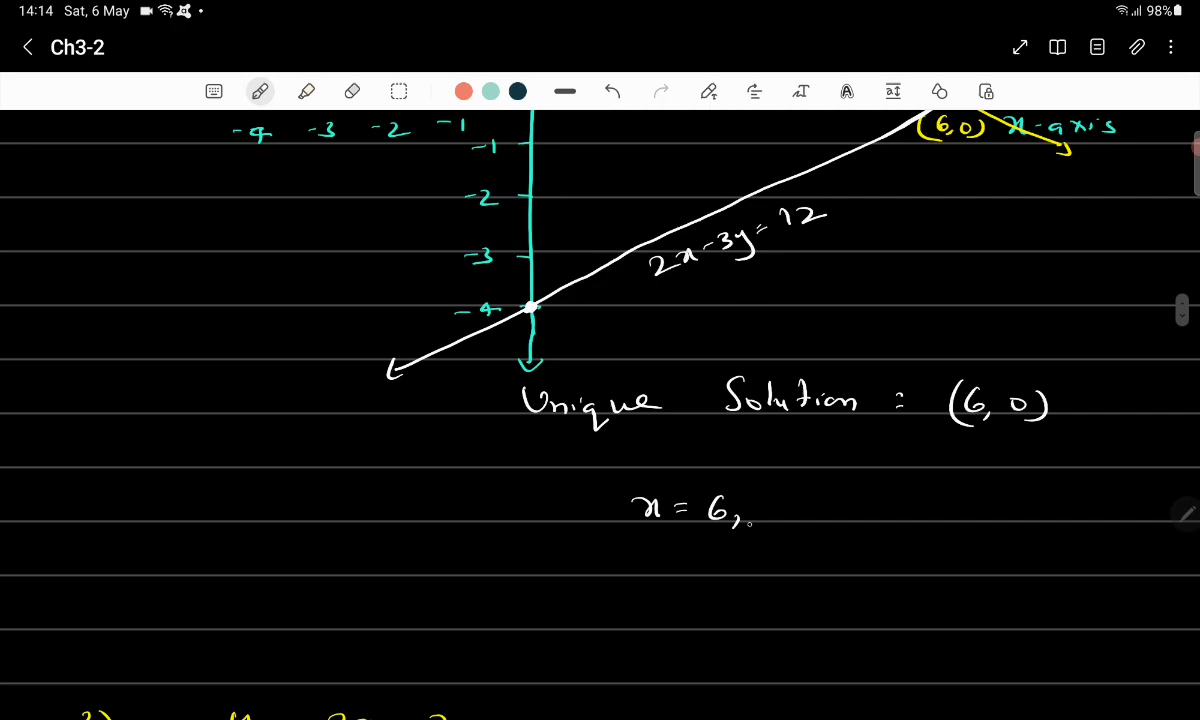 14:14 Sat, 6 May 98%
Ch3-2
-4 -3 -2 -1 (6,0) x-axis
-1
-2
-3
-4
2x-3y=12
Unique Solution : (6, 0)
x = 6,